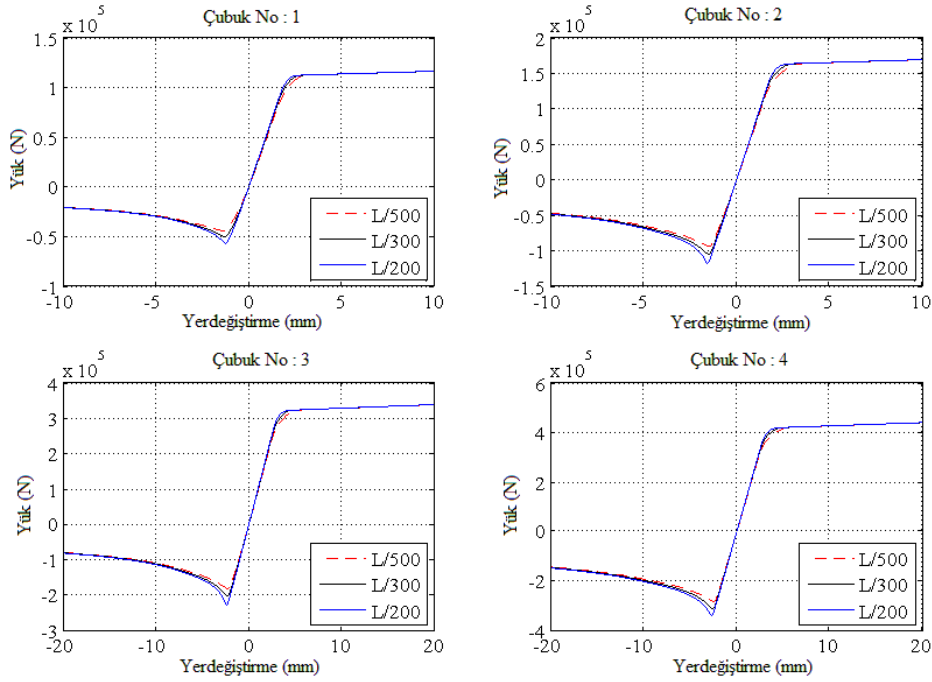 Çubuk No : 1
x 10^5
Yük (N)
1.5
1
0.5
0
-0.5
-1
-10
-5
0
5
10
Yerdeğiştirme (mm)
L/500
L/300
L/200
Çubuk No : 2
x 10^5
Yük (N)
2
1.5
1
0.5
0
-0.5
-1
-1.5
-10
-5
0
5
10
Yerdeğiştirme (mm)
L/500
L/300
L/200
Çubuk No : 3
x 10^5
Yük (N)
4
3
2
1
0
-1
-2
-3
-20
-10
0
10
20
Yerdeğiştirme (mm)
L/500
L/300
L/200
Çubuk No : 4
x 10^5
Yük (N)
6
4
2
0
-2
-4
-20
-10
0
10
20
Yerdeğiştirme (mm)
L/500
L/300
L/200